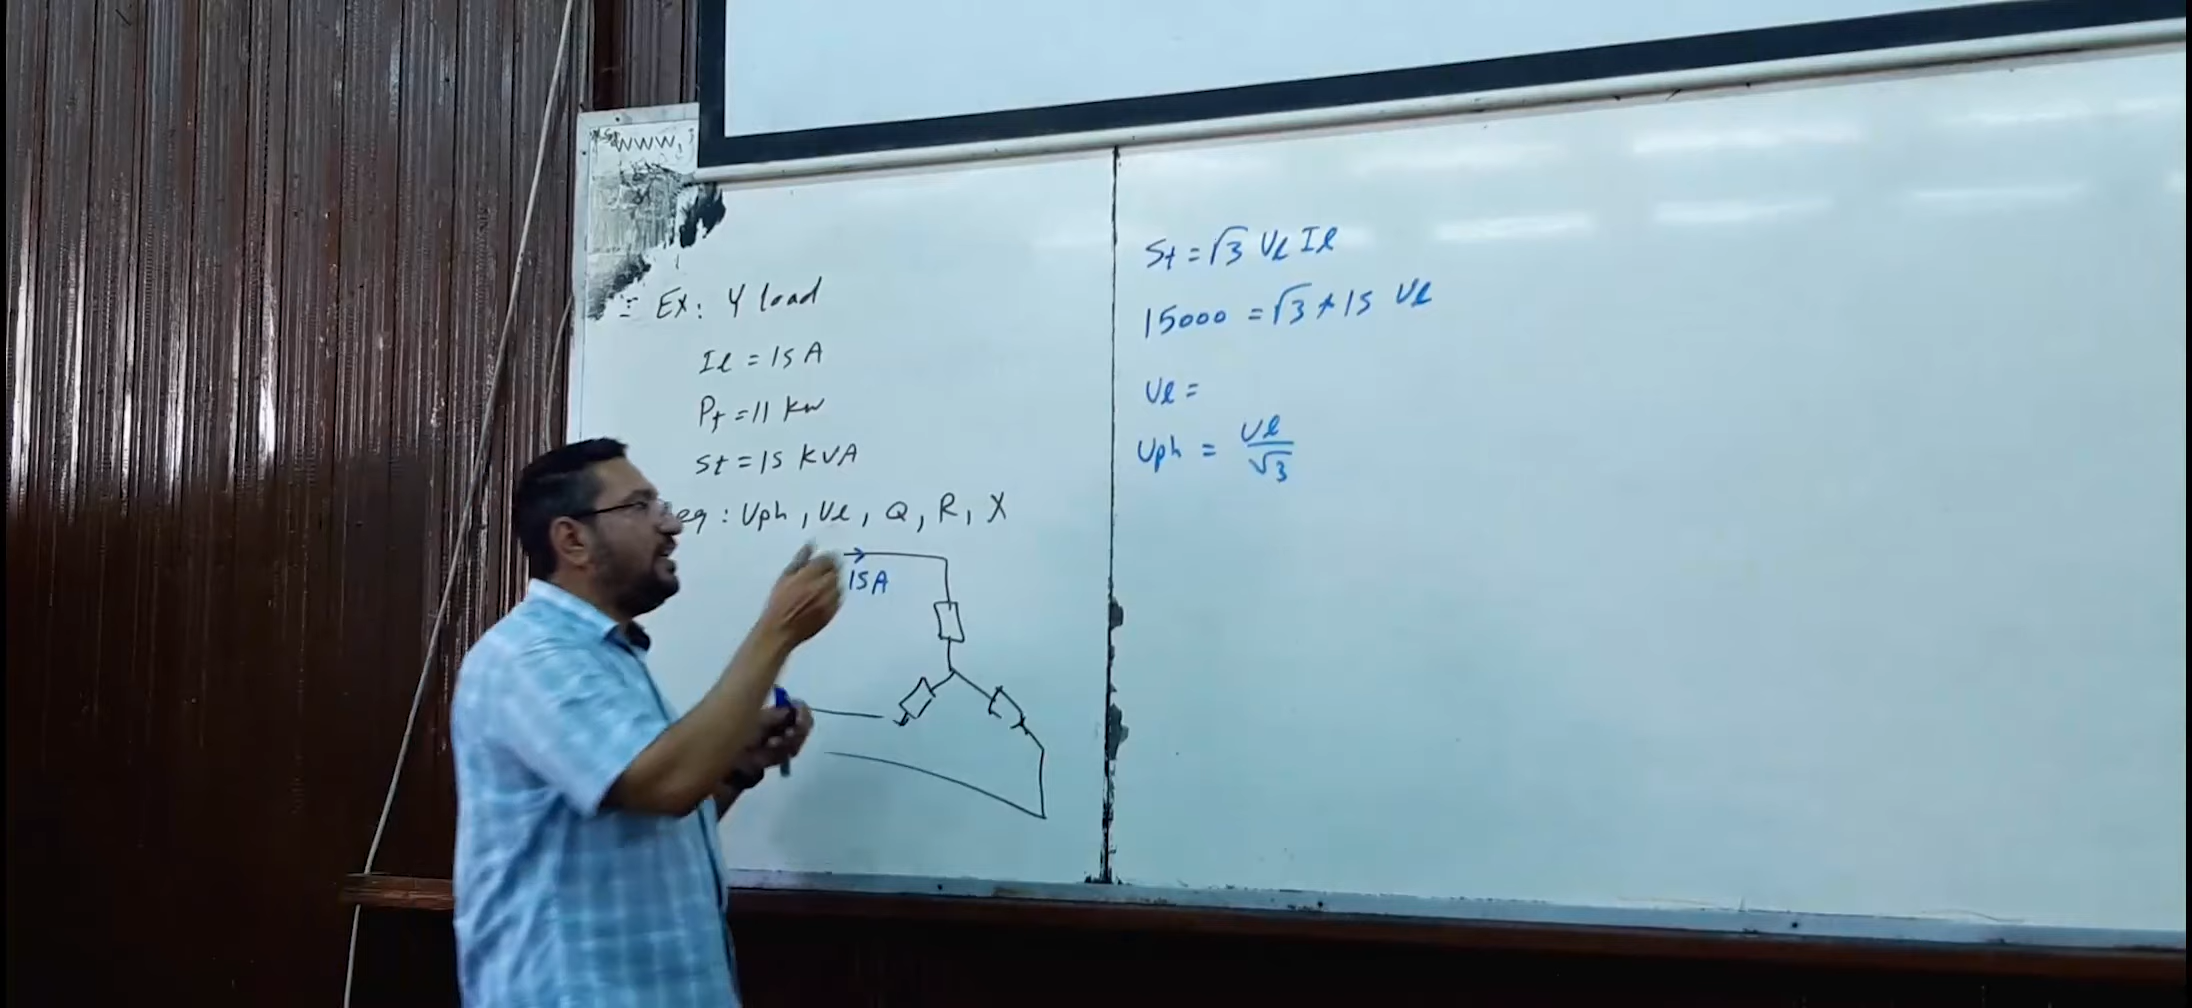 www.
Ex: Y load
Il = 15 A
Pt = 11 kw
St = 15 KVA
eq : Uph , Ul , Q , R , X
15A
St = √3 Ul Il
15000 = √3 * 15 Ul
Ul =
Uph = Ul / √3